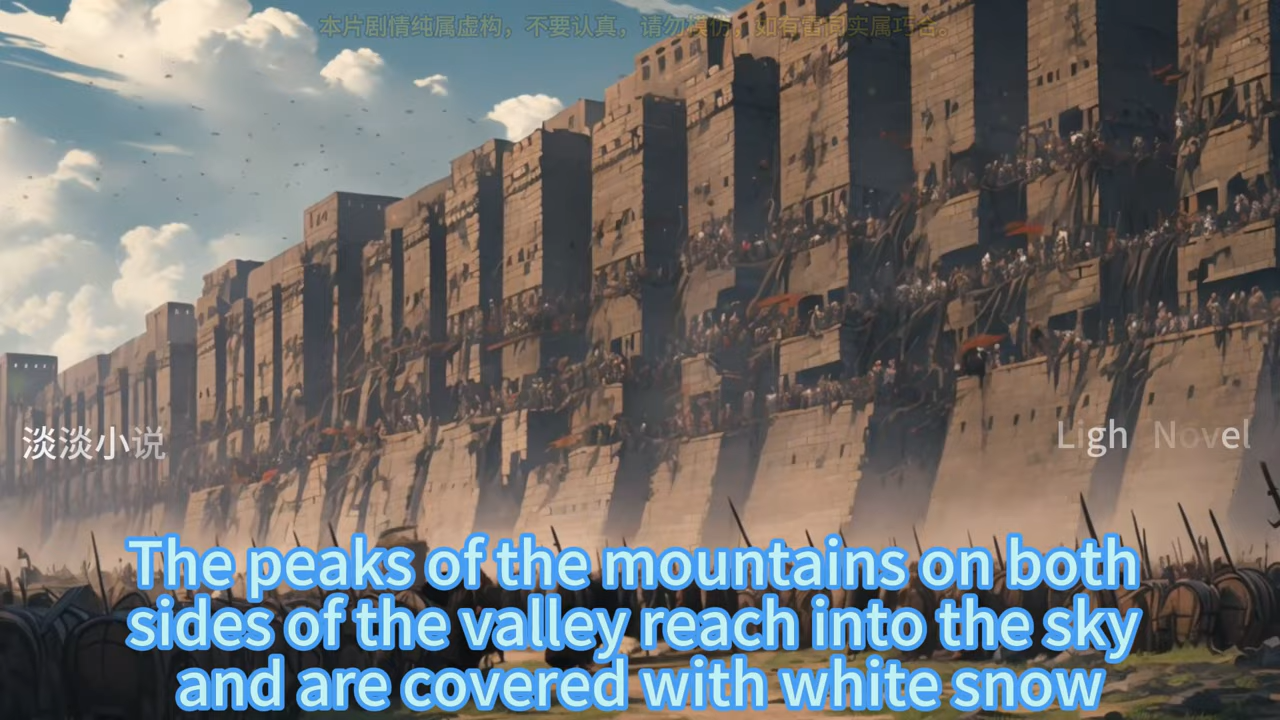 本片剧情纯属虚构，不要认真，请勿模仿，如有雷同实属巧合。
淡淡小说
Ligh Novel
The peaks of the mountains on both
sides of the valley reach into the sky
and are covered with white snow